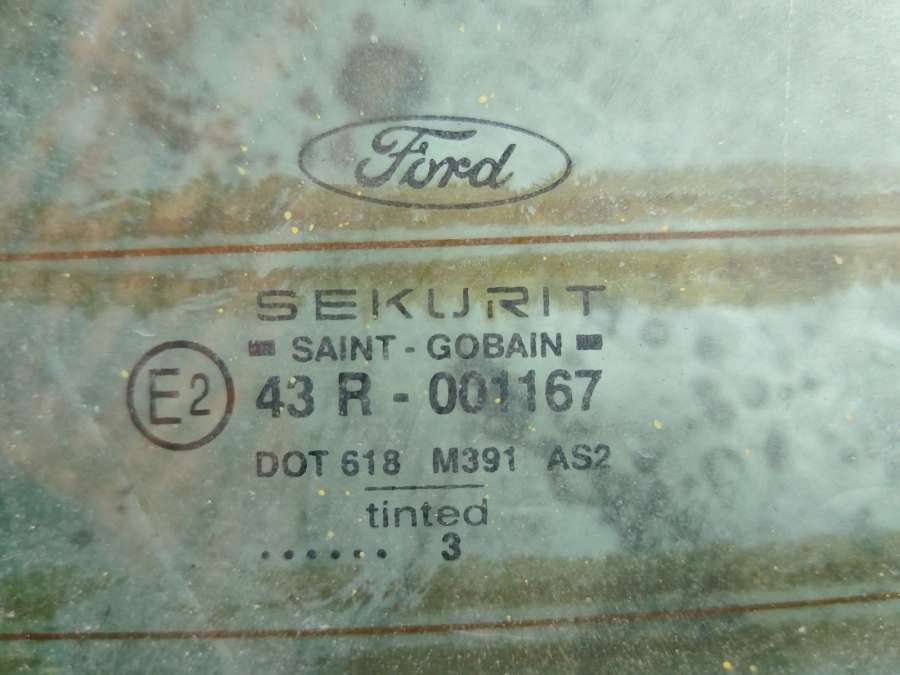 Ford
SEKURIT
SAINT - GOBAIN
E2
43 R - 001167
DOT 618 M391 AS2
tinted
...... 3